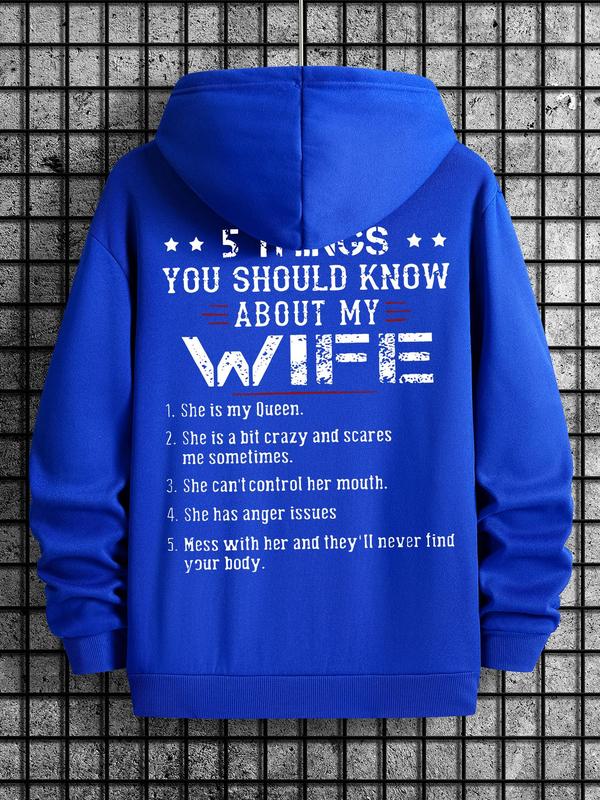 5 THINGS
YOU SHOULD KNOW
ABOUT MY
WIFE
1. She is my Queen.
2. She is a bit crazy and scares
me sometimes.
3. She can't control her mouth.
4. She has anger issues
5. Mess with her and they'll never find
your body.